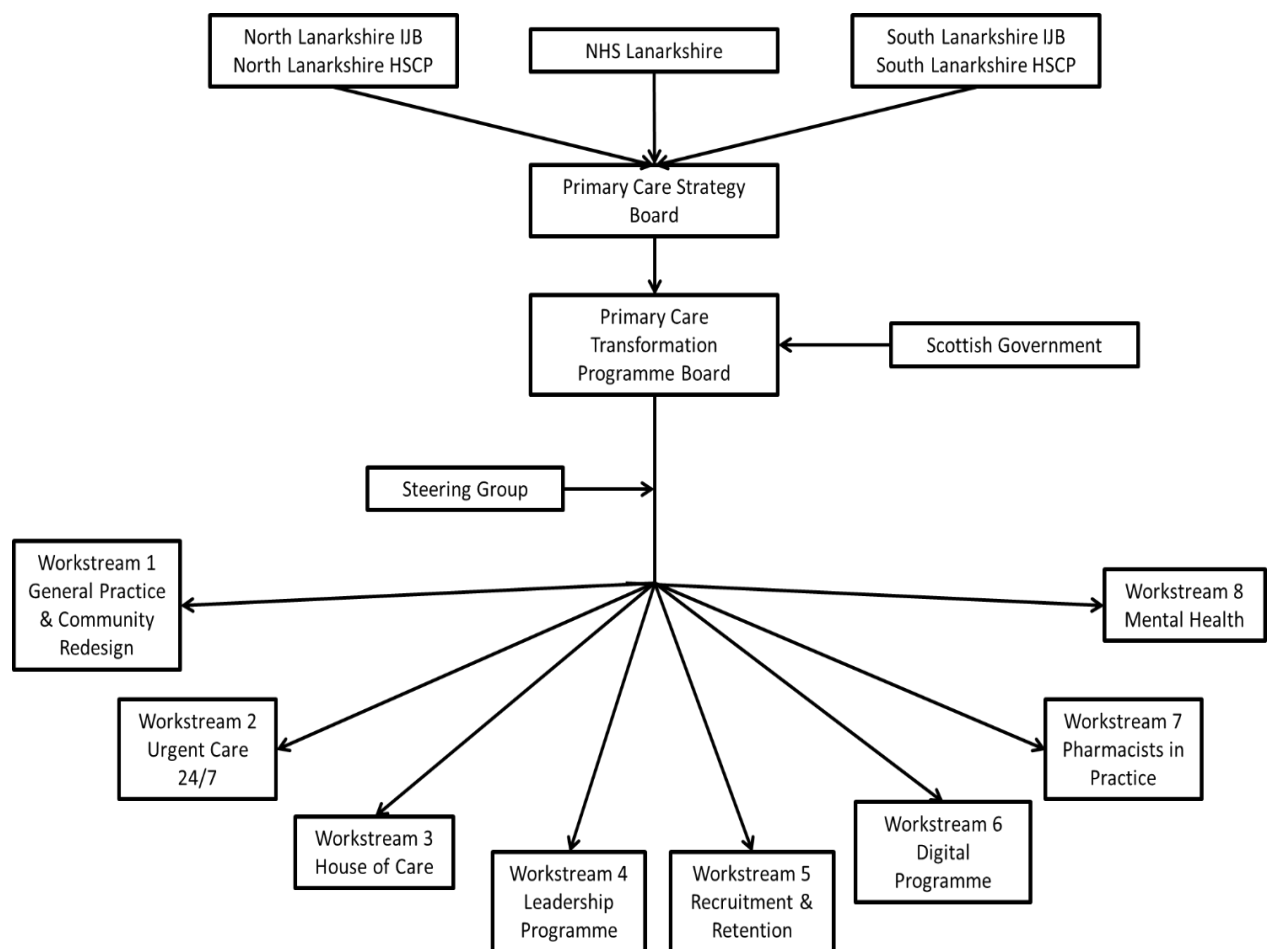 North Lanarkshire IJB
North Lanarkshire HSCP
NHS Lanarkshire
South Lanarkshire IJB
South Lanarkshire HSCP
Primary Care Strategy
Board
Primary Care
Transformation
Programme Board
Scottish Government
Steering Group
Workstream 1
General Practice
& Community
Redesign
Workstream 2
Urgent Care
24/7
Workstream 3
House of Care
Workstream 4
Leadership
Programme
Workstream 5
Recruitment &
Retention
Workstream 6
Digital
Programme
Workstream 7
Pharmacists in
Practice
Workstream 8
Mental Health